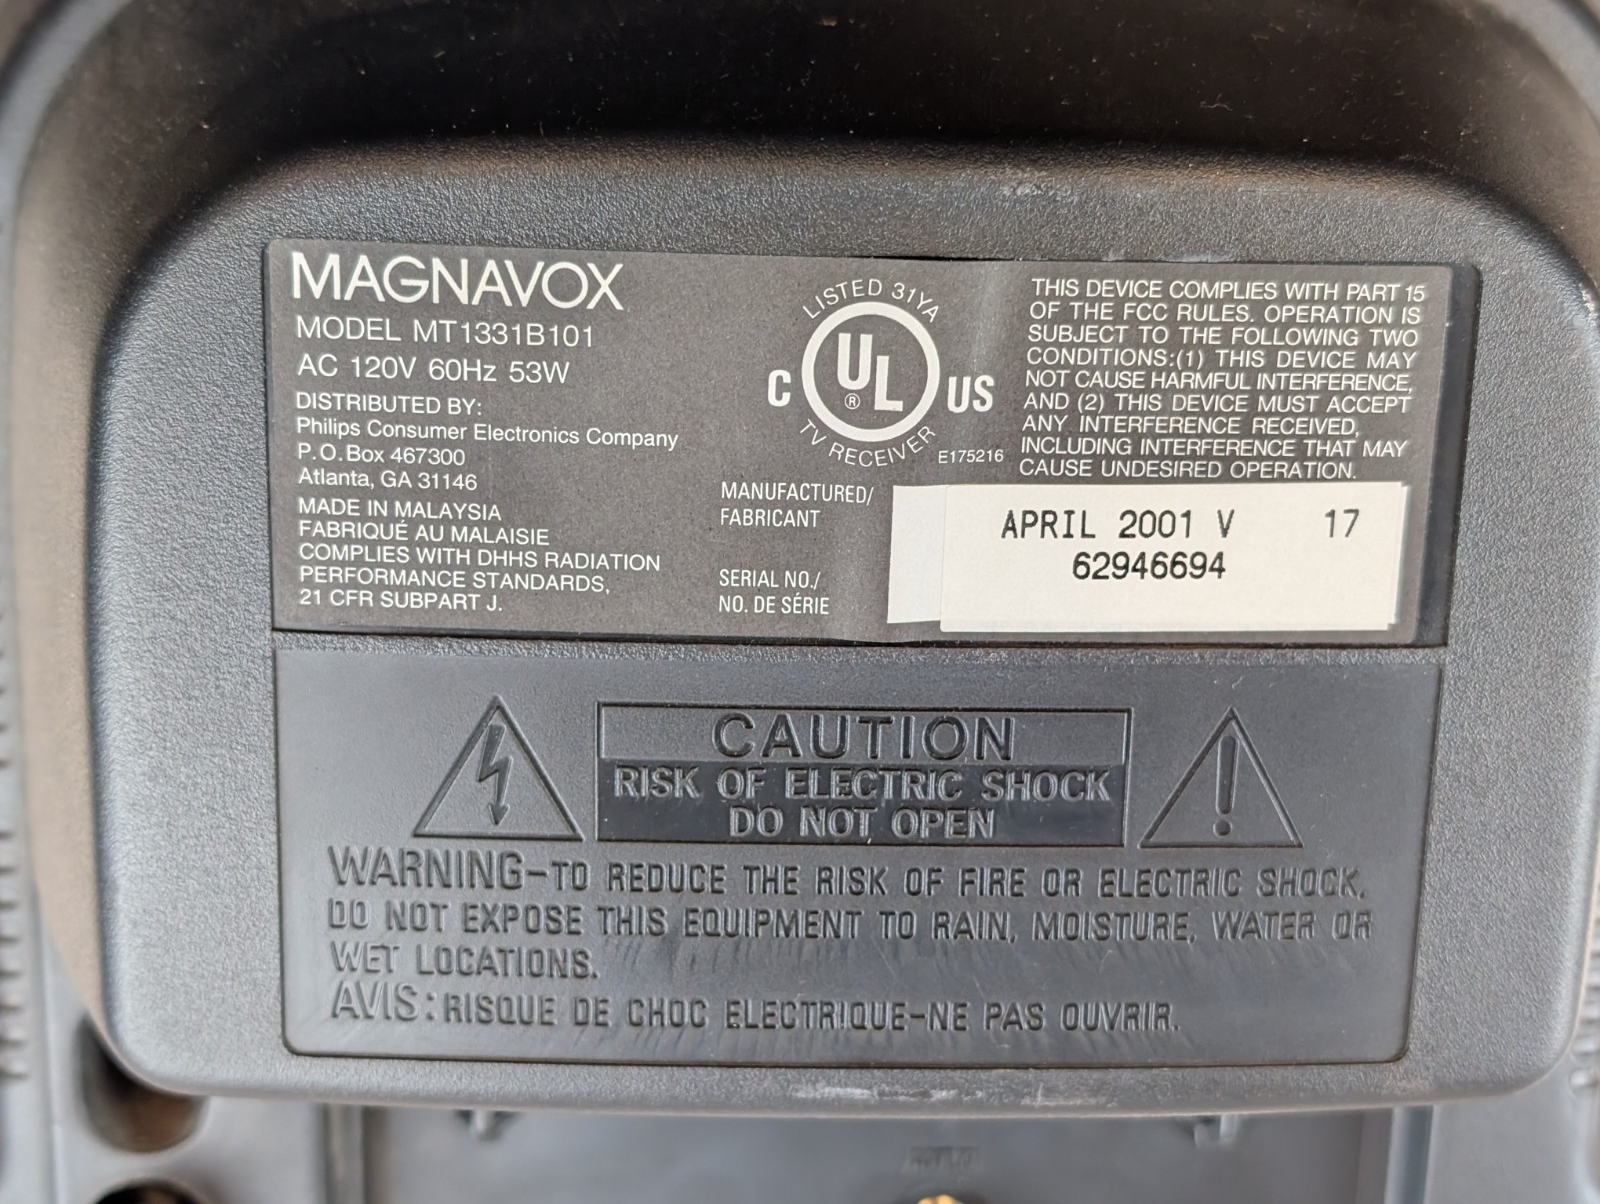 MAGNAVOX
MODEL MT1331B101
AC 120V 60Hz 53W
DISTRIBUTED BY:
Philips Consumer Electronics Company
P.O.Box 467300
Atlanta, GA 31146
MADE IN MALAYSIA
FABRIQUÉ AU MALAISIE
COMPLIES WITH DHHS RADIATION
PERFORMANCE STANDARDS,
21 CFR SUBPART J.
LISTED 31YA
C UL ® US
TV RECEIVER
E175216
THIS DEVICE COMPLIES WITH PART 15
OF THE FCC RULES. OPERATION IS
SUBJECT TO THE FOLLOWING TWO
CONDITIONS:(1) THIS DEVICE MAY
NOT CAUSE HARMFUL INTERFERENCE,
AND (2) THIS DEVICE MUST ACCEPT
ANY INTERFERENCE RECEIVED,
INCLUDING INTERFERENCE THAT MAY
CAUSE UNDESIRED OPERATION.
MANUFACTURED/
FABRICANT
APRIL 2001 V 17
62946694
SERIAL NO./
NO. DE SÉRIE
CAUTION
RISK OF ELECTRIC SHOCK
DO NOT OPEN
WARNING-TO REDUCE THE RISK OF FIRE OR ELECTRIC SHOCK.
DO NOT EXPOSE THIS EQUIPMENT TO RAIN, MOISTURE, WATER OR
WET LOCATIONS.
AVIS: RISQUE DE CHOC ELECTRIQUE-NE PAS OUVRIR.